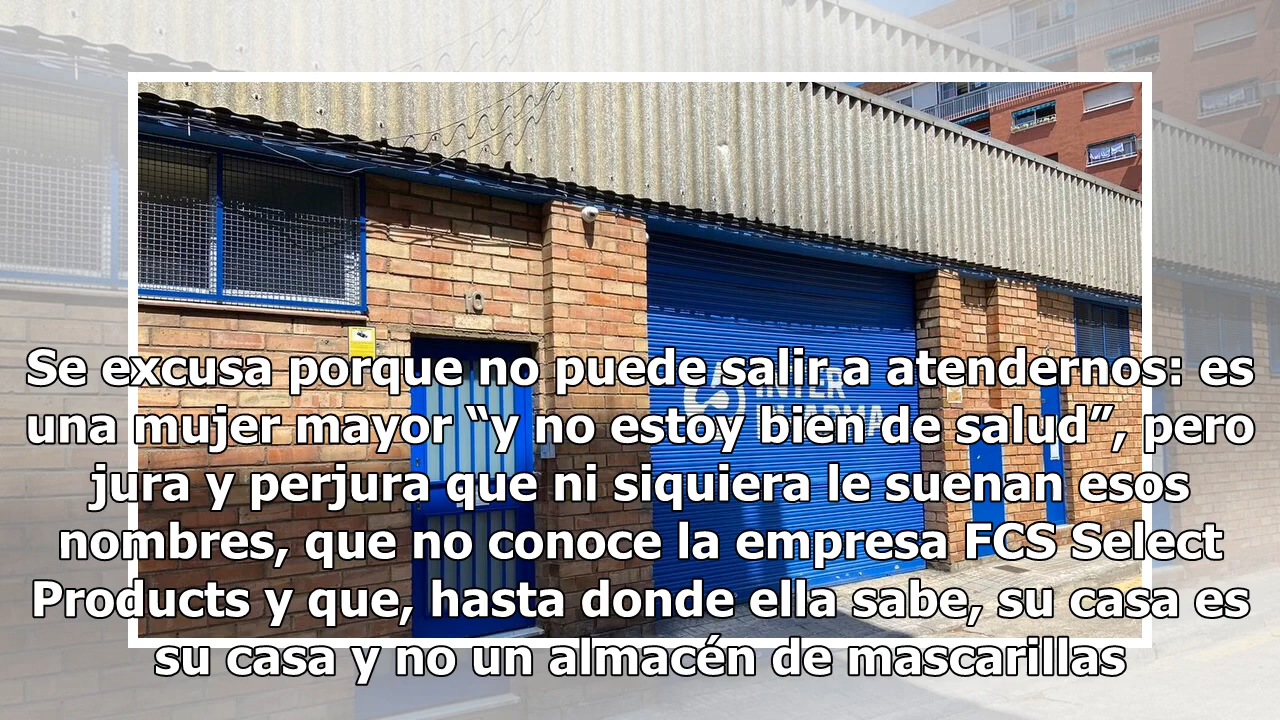 Se excusa porque no puede salir a atendernos: es
una mujer mayor “y no estoy bien de salud”, pero
jura y perjura que ni siquiera le suenan esos
nombres, que no conoce la empresa FCS Select
Products y que, hasta donde ella sabe, su casa es
su casa y no un almacén de mascarillas
INTER